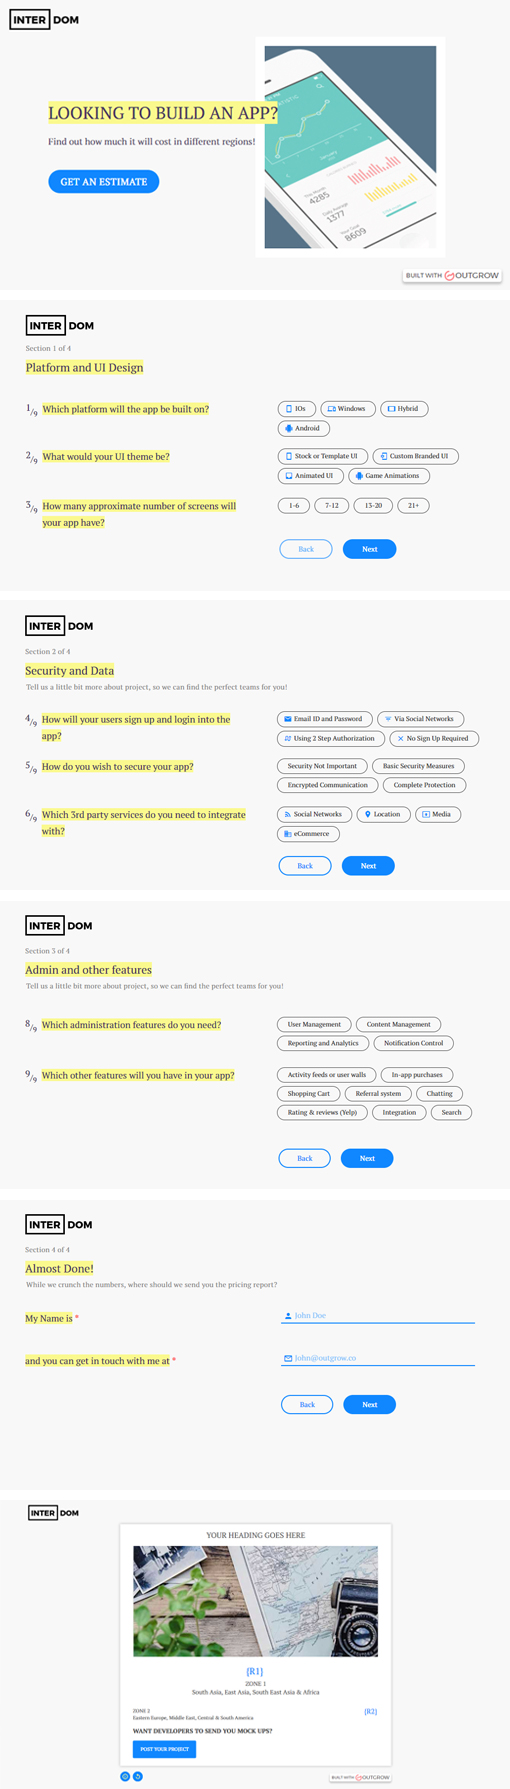 INTER DOM
LOOKING TO BUILD AN APP?
Find out how much it will cost in different regions!
GET AN ESTIMATE
This Month
4285
Daily Average
1377
8609
BUILT WITH OUTGROW
INTER DOM
Section 1 of 4
Platform and UI Design
1/9 Which platform will the app be built on?
IOs Windows Hybrid
Android
2/9 What would your UI theme be?
Stock or Template UI Custom Branded UI
Animated UI Game Animations
3/9 How many approximate number of screens will
your app have?
1-6 7-12 13-20 21+
Back Next
INTER DOM
Section 2 of 4
Security and Data
Tell us a little bit more about project, so we can find the perfect teams for you!
4/9 How will your users sign up and login into the
app?
Email ID and Password Via Social Networks
Using 2 Step Authorization No Sign Up Required
5/9 How do you wish to secure your app?
Security Not Important Basic Security Measures
Encrypted Communication Complete Protection
6/9 Which 3rd party services do you need to integrate
with?
Social Networks Location Media
eCommerce
Back Next
INTER DOM
Section 3 of 4
Admin and other features
Tell us a little bit more about project, so we can find the perfect teams for you!
8/9 Which administration features do you need?
User Management Content Management
Reporting and Analytics Notification Control
9/9 Which other features will you have in your app?
Activity feeds or user walls In-app purchases
Shopping Cart Referral system Chatting
Rating & reviews (Yelp) Integration Search
Back Next
INTER DOM
Section 4 of 4
Almost Done!
While we crunch the numbers, where should we send you the pricing report?
My Name is *
John Doe
and you can get in touch with me at *
John@outgrow.co
Back Next
INTER DOM
YOUR HEADING GOES HERE
{R1}
ZONE 1
South Asia, East Asia, South East Asia & Africa
ZONE 2
{R2}
Eastern Europe, Middle East, Central & South America
WANT DEVELOPERS TO SEND YOU MOCK UPS?
POST YOUR PROJECT
BUILT WITH OUTGROW